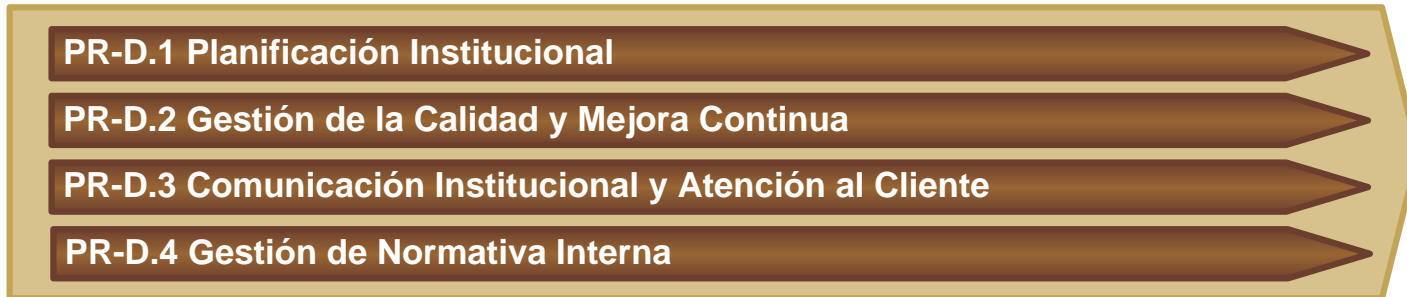 PR-D.1 Planificación Institucional
PR-D.2 Gestión de la Calidad y Mejora Continua
PR-D.3 Comunicación Institucional y Atención al Cliente
PR-D.4 Gestión de Normativa Interna